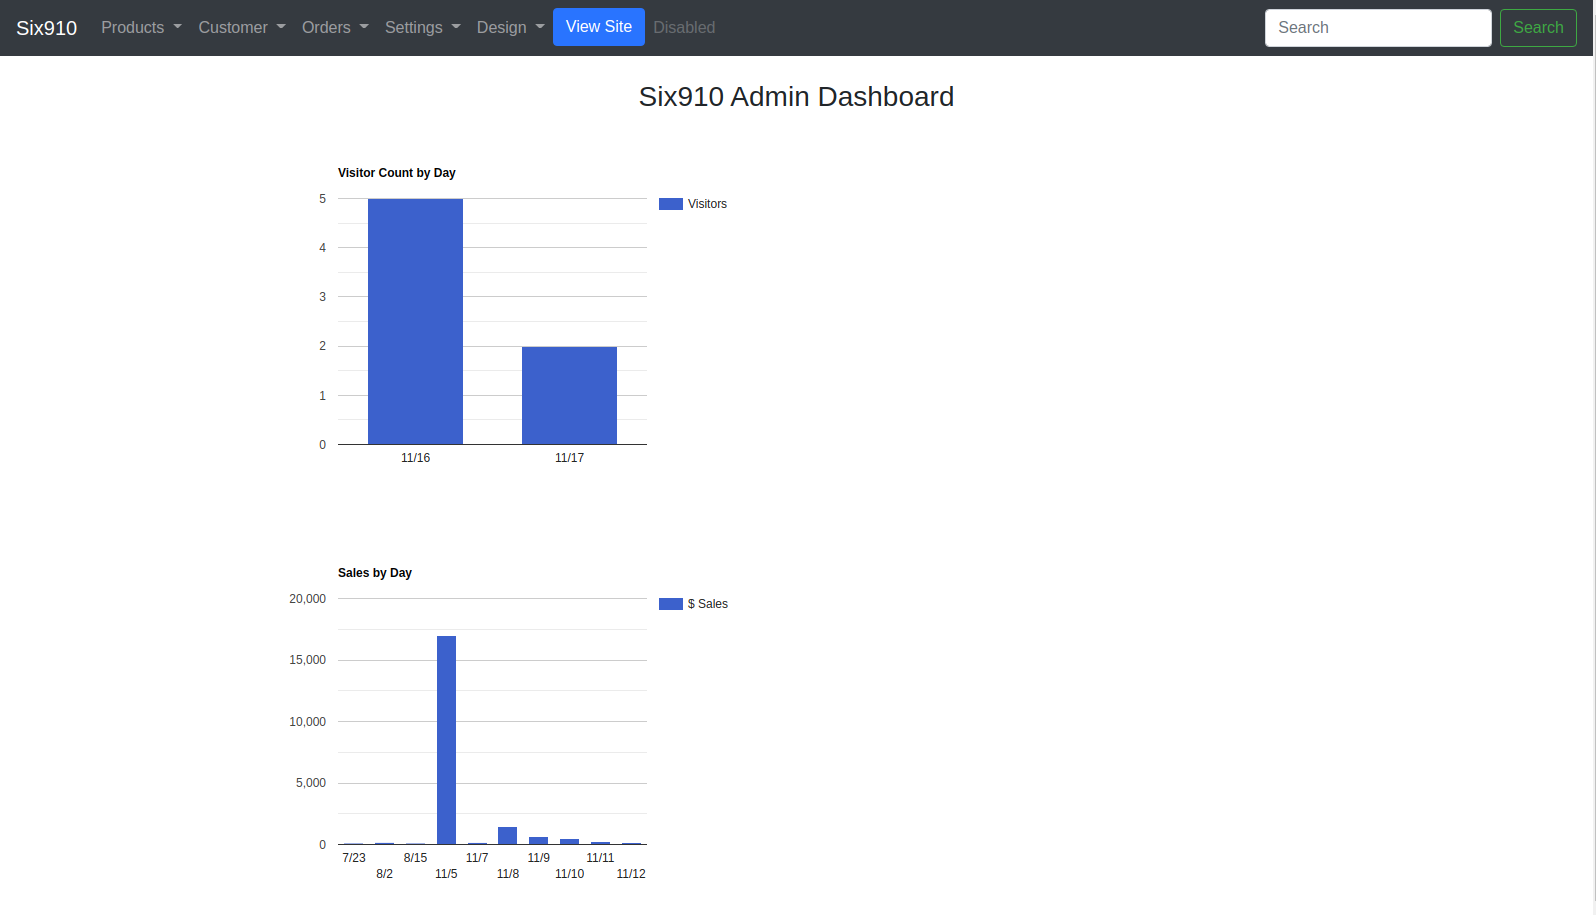 Six910 Products Customer Orders Settings Design View Site Disabled Search Search
Six910 Admin Dashboard
Visitor Count by Day
Visitors
5
4
3
2
1
0
11/16 11/17
Sales by Day
$ Sales
20,000
15,000
10,000
5,000
0
7/23 8/15 11/7 11/9 11/11
8/2 11/5 11/8 11/10 11/12